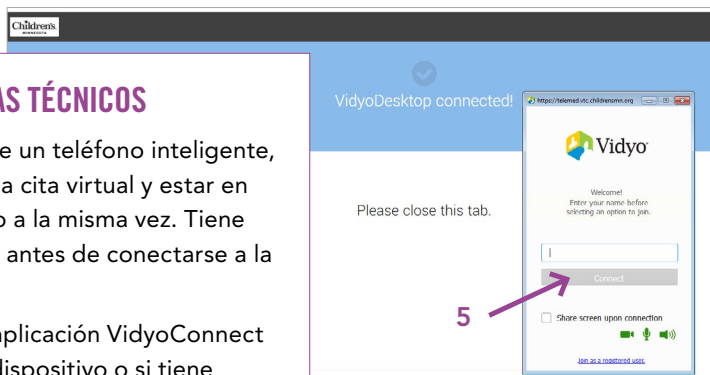 Children's
MINNESOTA
AS TÉCNICOS
e un teléfono inteligente,
a cita virtual y estar en
o a la misma vez. Tiene
antes de conectarse a la
aplicación VidyoConnect
dispositivo o si tiene
VidyoDesktop connected!
Please close this tab.
5
https://telemed.vtc.childrensmn.org
Vidyo
Welcome!
Enter your name before
selecting an option to join.
Connect
Share screen upon connection
Join as a registered user.